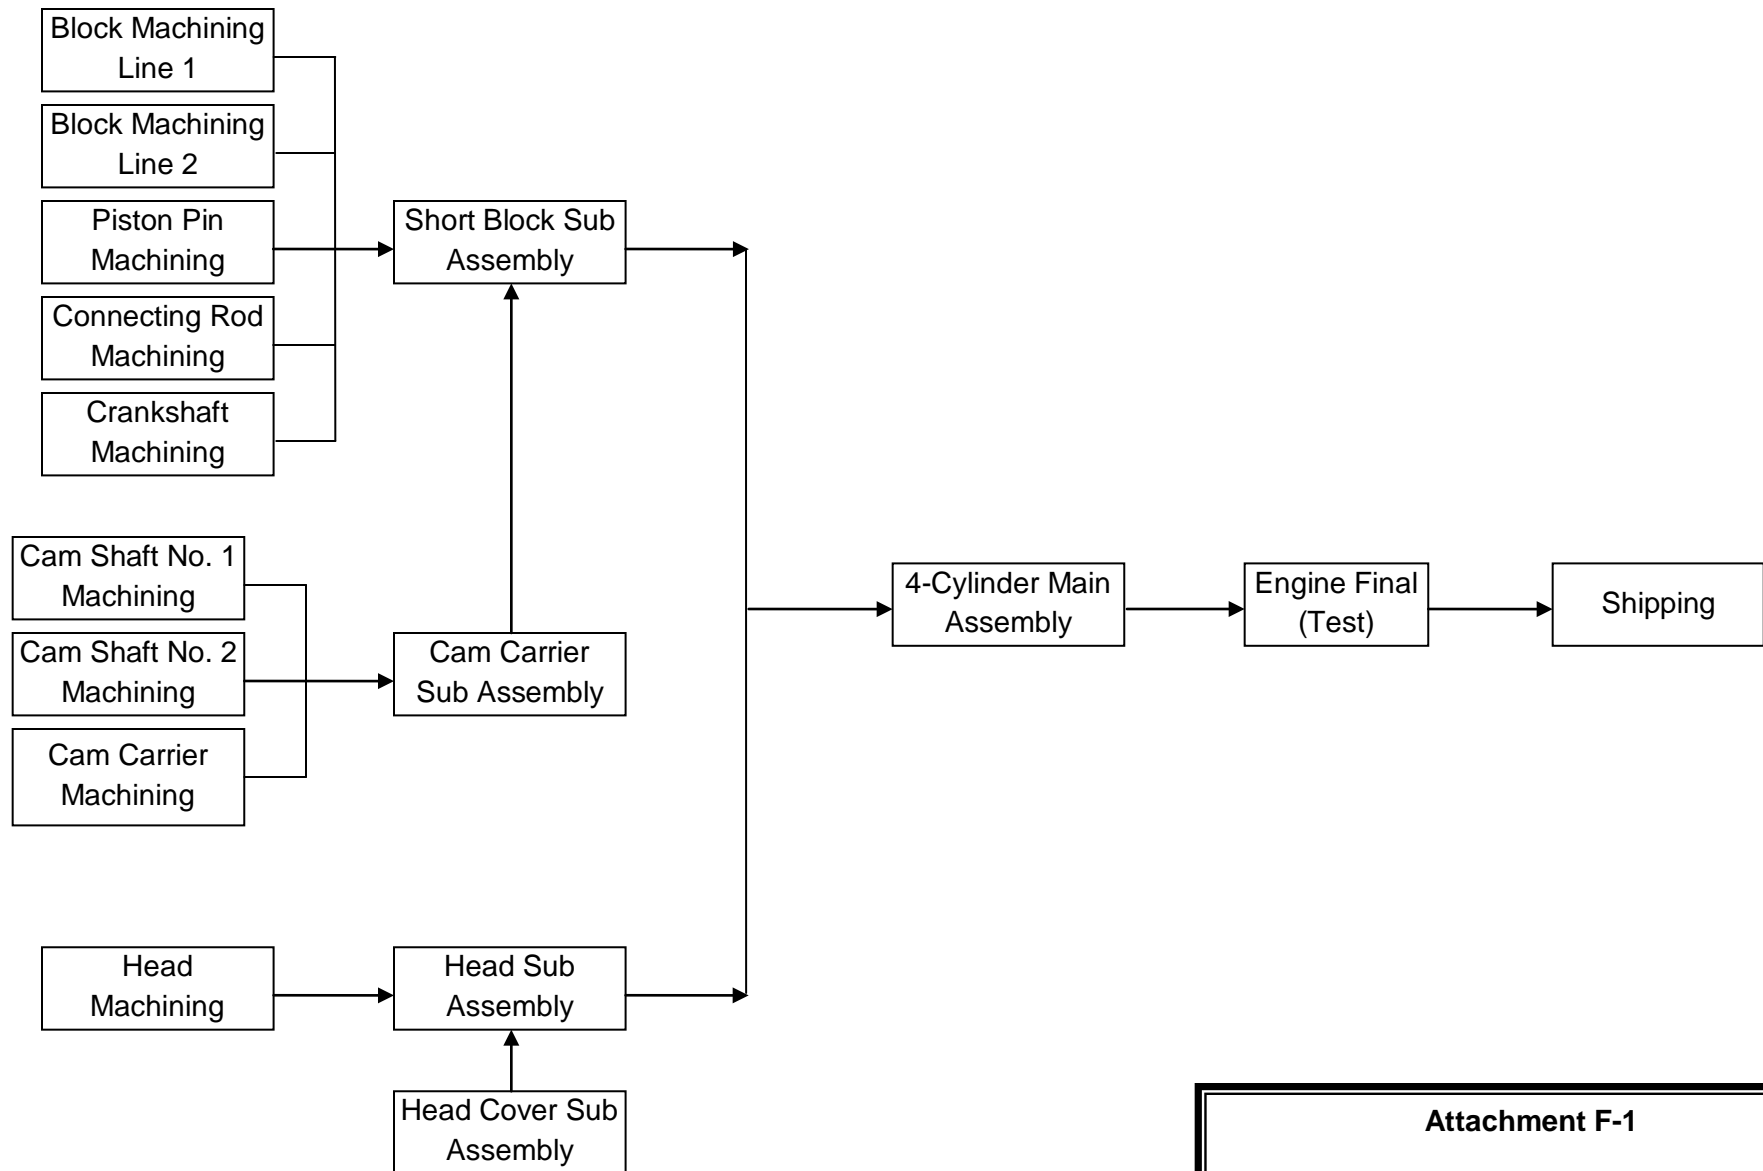 Block Machining
Line 1
Block Machining
Line 2
Piston Pin
Machining
Connecting Rod
Machining
Crankshaft
Machining
Short Block Sub
Assembly
Cam Shaft No. 1
Machining
Cam Shaft No. 2
Machining
Cam Carrier
Machining
Cam Carrier
Sub Assembly
Head
Machining
Head Sub
Assembly
Head Cover Sub
Assembly
4-Cylinder Main
Assembly
Engine Final
(Test)
Shipping
Attachment F-1